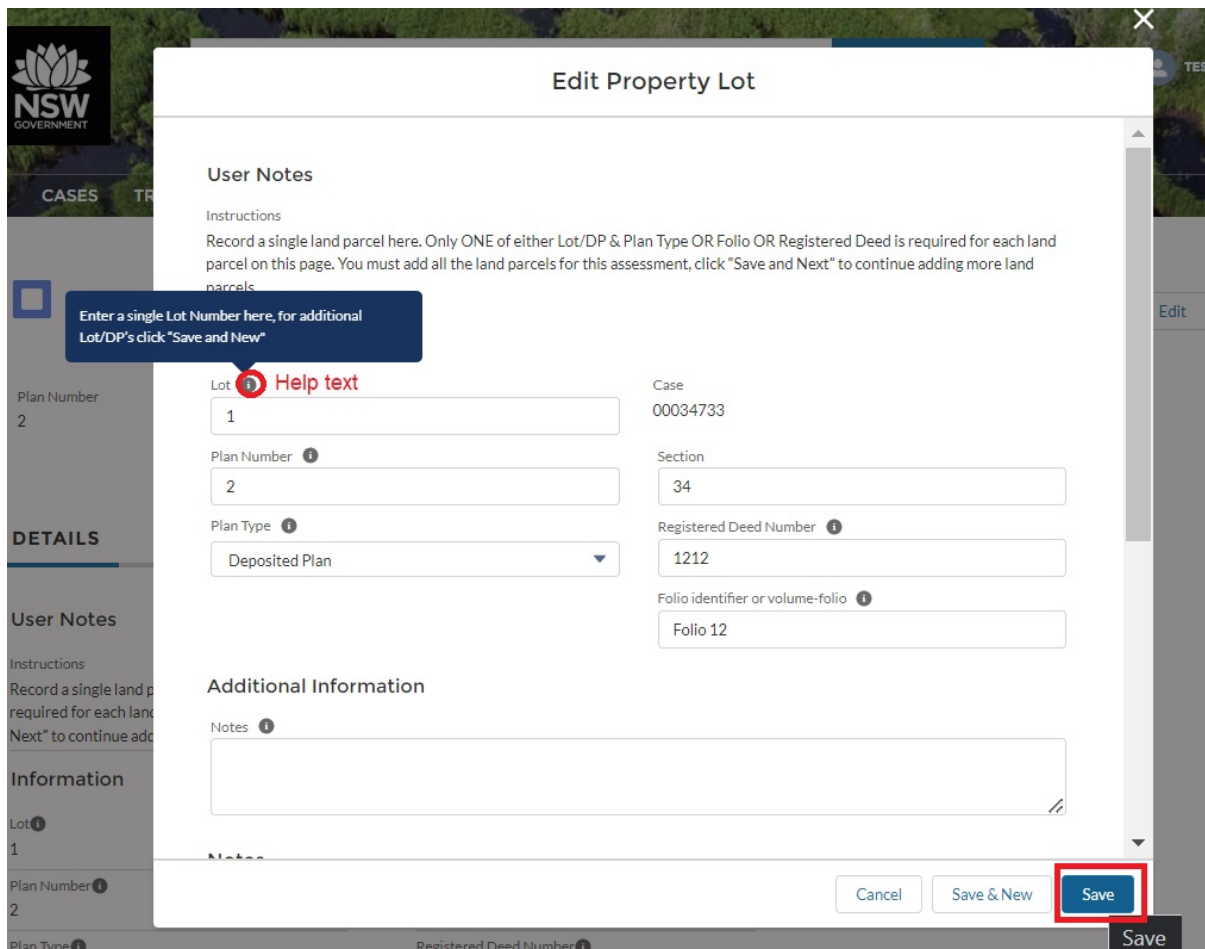 NSW
GOVERNMENT
TES
CASES TR
Edit
Plan Number
2
DETAILS
User Notes
Instructions
Record a single land p
required for each land
Next" to continue add
Information
Lot
1
Plan Number
2
Plan Type
Registered Deed Number
Edit Property Lot
User Notes
Instructions
Record a single land parcel here. Only ONE of either Lot/DP & Plan Type OR Folio OR Registered Deed is required for each land
parcel on this page. You must add all the land parcels for this assessment, click "Save and Next" to continue adding more land
parcels
Enter a single Lot Number here, for additional
Lot/DP's click "Save and New"
Lot Help text
1
Case
00034733
Plan Number
2
Section
34
Plan Type
Deposited Plan
Registered Deed Number
1212
Folio identifier or volume-folio
Folio 12
Additional Information
Notes
Notes
Cancel
Save & New
Save
Save